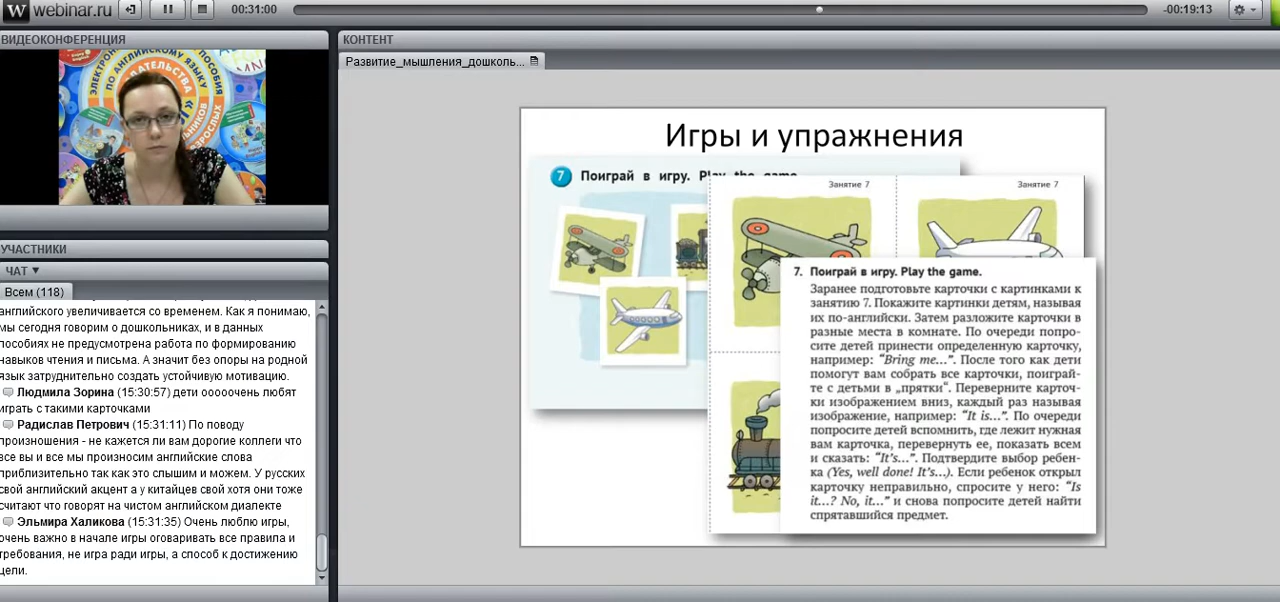 W webinar.ru 00:31:00 -00:19:13
ВИДЕОКОНФЕРЕНЦИЯ
ЭЛЕКТРОН
ПО АНГЛИЙСКОМУ ЯЗЫКУ
ПОСОБИЯ
ДАТЕЛЬСТВА
УЧАСТНИКИ
ЧАТ ▼
Всем (118)
английского увеличивается со временем. Как я понимаю,
мы сегодня говорим о дошкольниках, и в данных
пособиях не предусмотрена работа по формированию
навыков чтения и письма. А значит без опоры на родной
язык затруднительно создать устойчивую мотивацию.
Людмила Зорина (15:30:57) дети ооооочень любят
играть с такими карточками
Радислав Петрович (15:31:11) По поводу
произношения - не кажется ли вам дорогие коллеги что
все вы и все мы произносим английские слова
приблизительно так как это слышим и можем. У русских
свой английский акцент а у китайцев свой хотя они тоже
считают что говорят на чистом английском диалекте
Эльмира Халикова (15:31:35) Очень люблю игры,
очень важно в начале игры оговаривать все правила и
требования, не игра ради игры, а способ к достижению
цели.
КОНТЕНТ
Развитие_мышления_дошколь...
Игры и упражнения
7 Поиграй в игру. Play the game.
Занятие 7
Занятие 7
7. Поиграй в игру. Play the game.
Заранее подготовьте карточки с картинками к
занятию 7. Покажите картинки детям, называя
их по-английски. Затем разложите карточки в
разные места в комнате. По очереди попро-
сите детей принести определенную карточку,
например: “Bring me...”. После того как дети
помогут вам собрать все карточки, поиграй-
те с детьми в „прятки“. Переверните карточ-
ки изображением вниз, каждый раз называя
изображение, например: “It is...”. По очереди
попросите детей вспомнить, где лежит нужная
вам карточка, перевернуть ее, показать всем
и сказать: “It’s...”. Подтвердите выбор ребен-
ка (Yes, well done! It’s...). Если ребенок открыл
карточку неправильно, спросите у него: “Is
it...? No, it...” и снова попросите детей найти
спрятавшийся предмет.